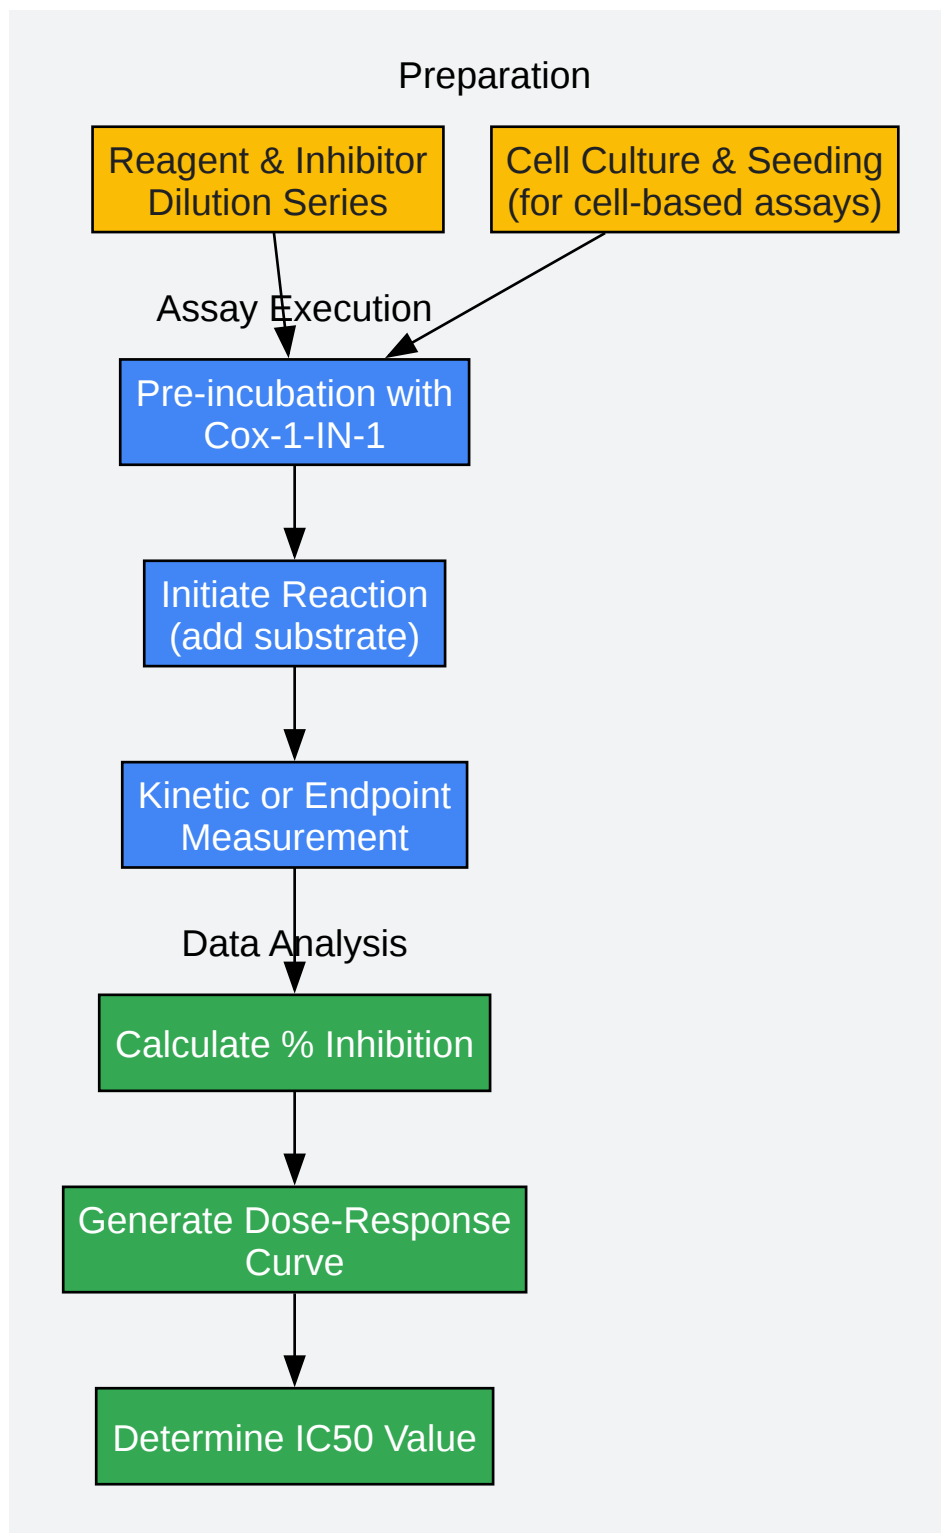 Preparation
Reagent & Inhibitor
Dilution Series
Cell Culture & Seeding
(for cell-based assays)
Assay Execution
Pre-incubation with
Cox-1-IN-1
Initiate Reaction
(add substrate)
Kinetic or Endpoint
Measurement
Data Analysis
Calculate % Inhibition
Generate Dose-Response
Curve
Determine IC50 Value